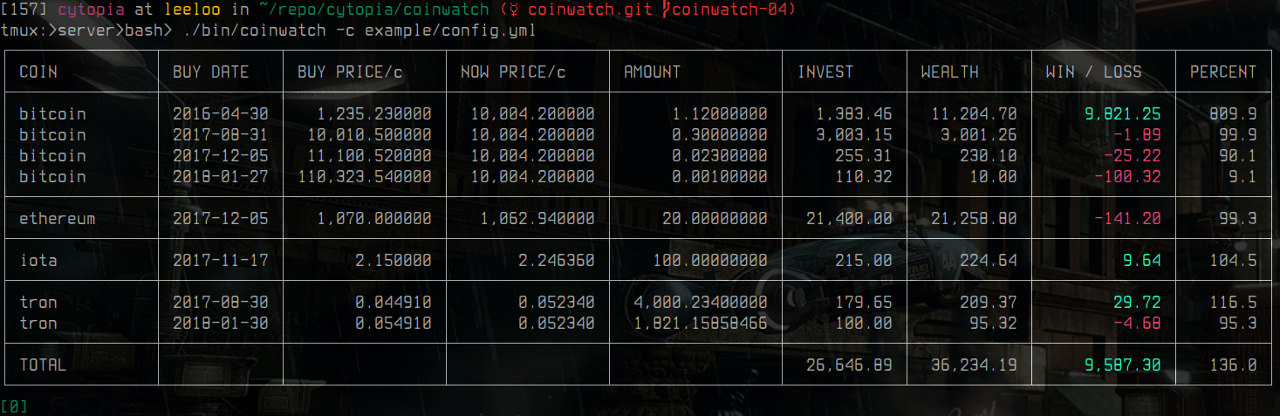 [157] cytopia at leeloo in ~/repo/cytopia/coinwatch (☿ coinwatch.git coinwatch-04)
tmux:>server>bash> ./bin/coinwatch -c example/config.yml
COIN BUY DATE BUY PRICE/c NOW PRICE/c AMOUNT INVEST WEALTH WIN / LOSS PERCENT
bitcoin 2016-04-30 1,235.230000 10,004.200000 1.12000000 1,383.46 11,204.70 9,821.25 809.9
bitcoin 2017-08-31 10,010.500000 10,004.200000 0.30000000 3,003.15 3,001.26 -1.89 99.9
bitcoin 2017-12-05 11,100.520000 10,004.200000 0.02300000 255.31 230.10 -25.22 90.1
bitcoin 2018-01-27 110,323.540000 10,004.200000 0.00100000 110.32 10.00 -100.32 9.1
ethereum 2017-12-05 1,070.000000 1,062.940000 20.00000000 21,400.00 21,258.80 -141.20 99.3
iota 2017-11-17 2.150000 2.246360 100.00000000 215.00 224.64 9.64 104.5
tron 2017-08-30 0.044910 0.052340 4,000.23400000 179.65 209.37 29.72 116.5
tron 2018-01-30 0.054910 0.052340 1,821.15858466 100.00 95.32 -4.68 95.3
TOTAL 26,646.89 36,234.19 9,587.30 136.0
[0]